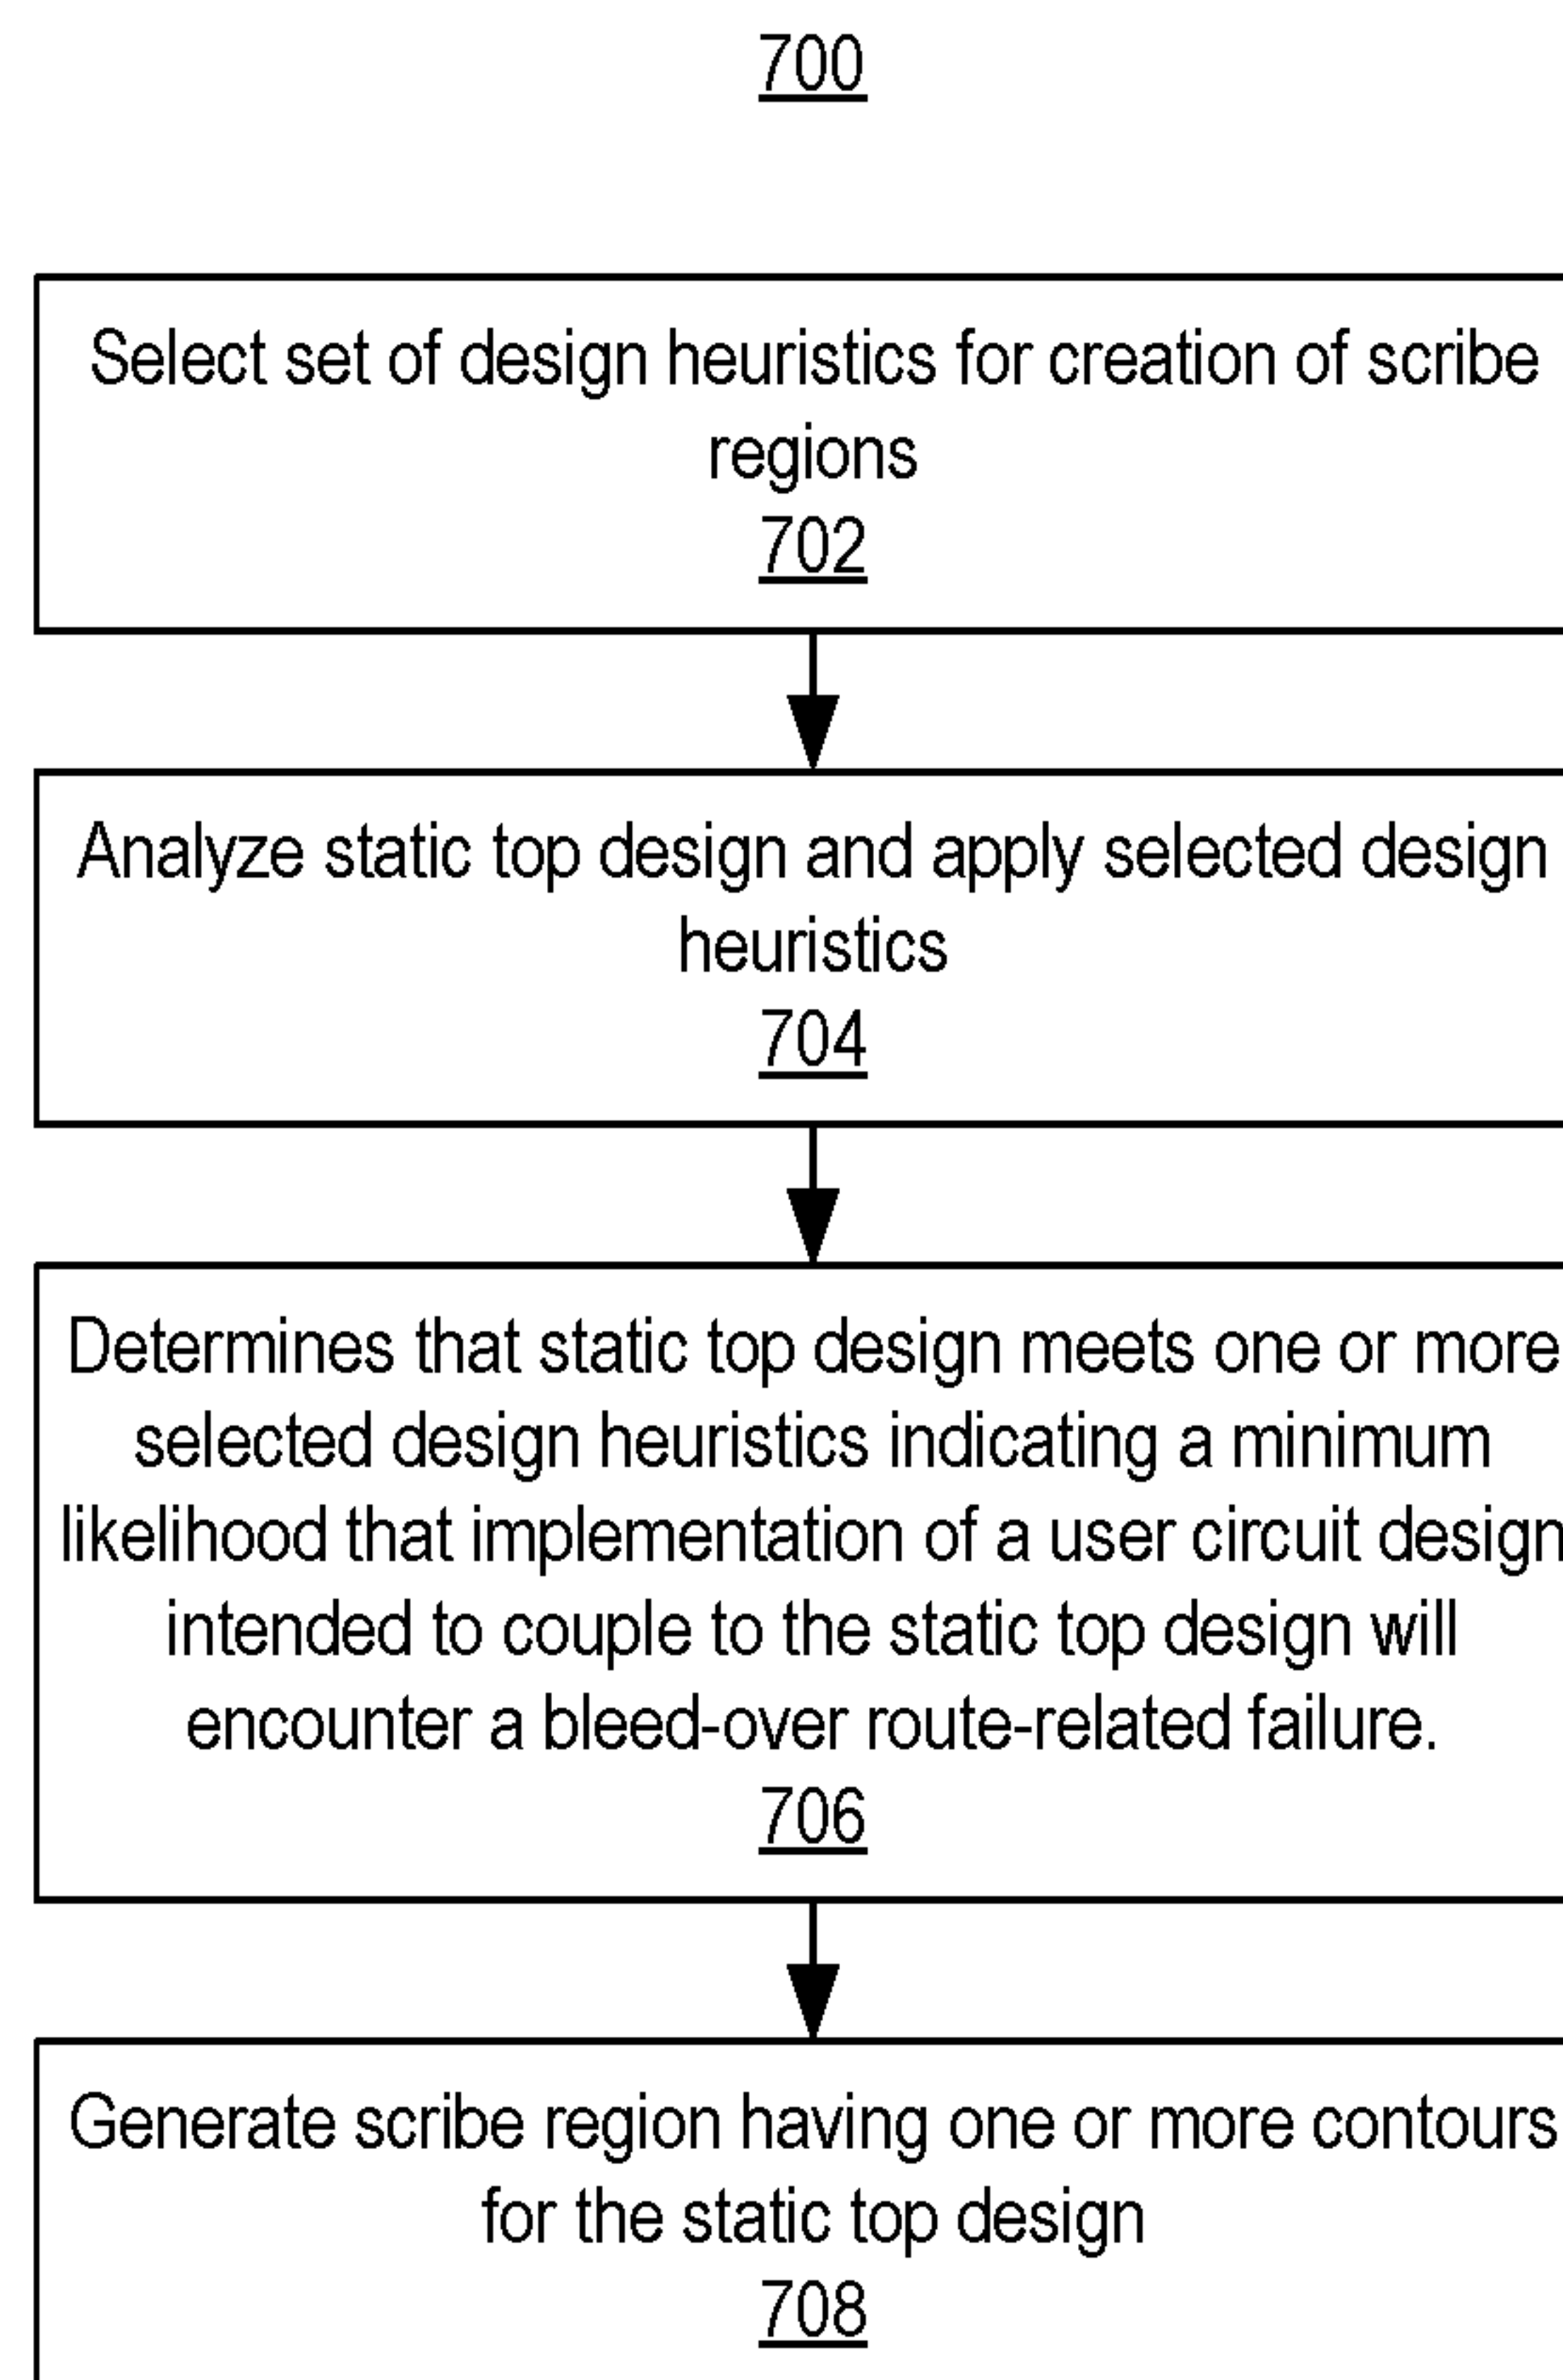 700
Select set of design heuristics for creation of scribe
regions
702
Analyze static top design and apply selected design
heuristics
704
Determines that static top design meets one or more
selected design heuristics indicating a minimum
likelihood that implementation of a user circuit design
intended to couple to the static top design will
encounter a bleed-over route-related failure.
706
Generate scribe region having one or more contours
for the static top design
708